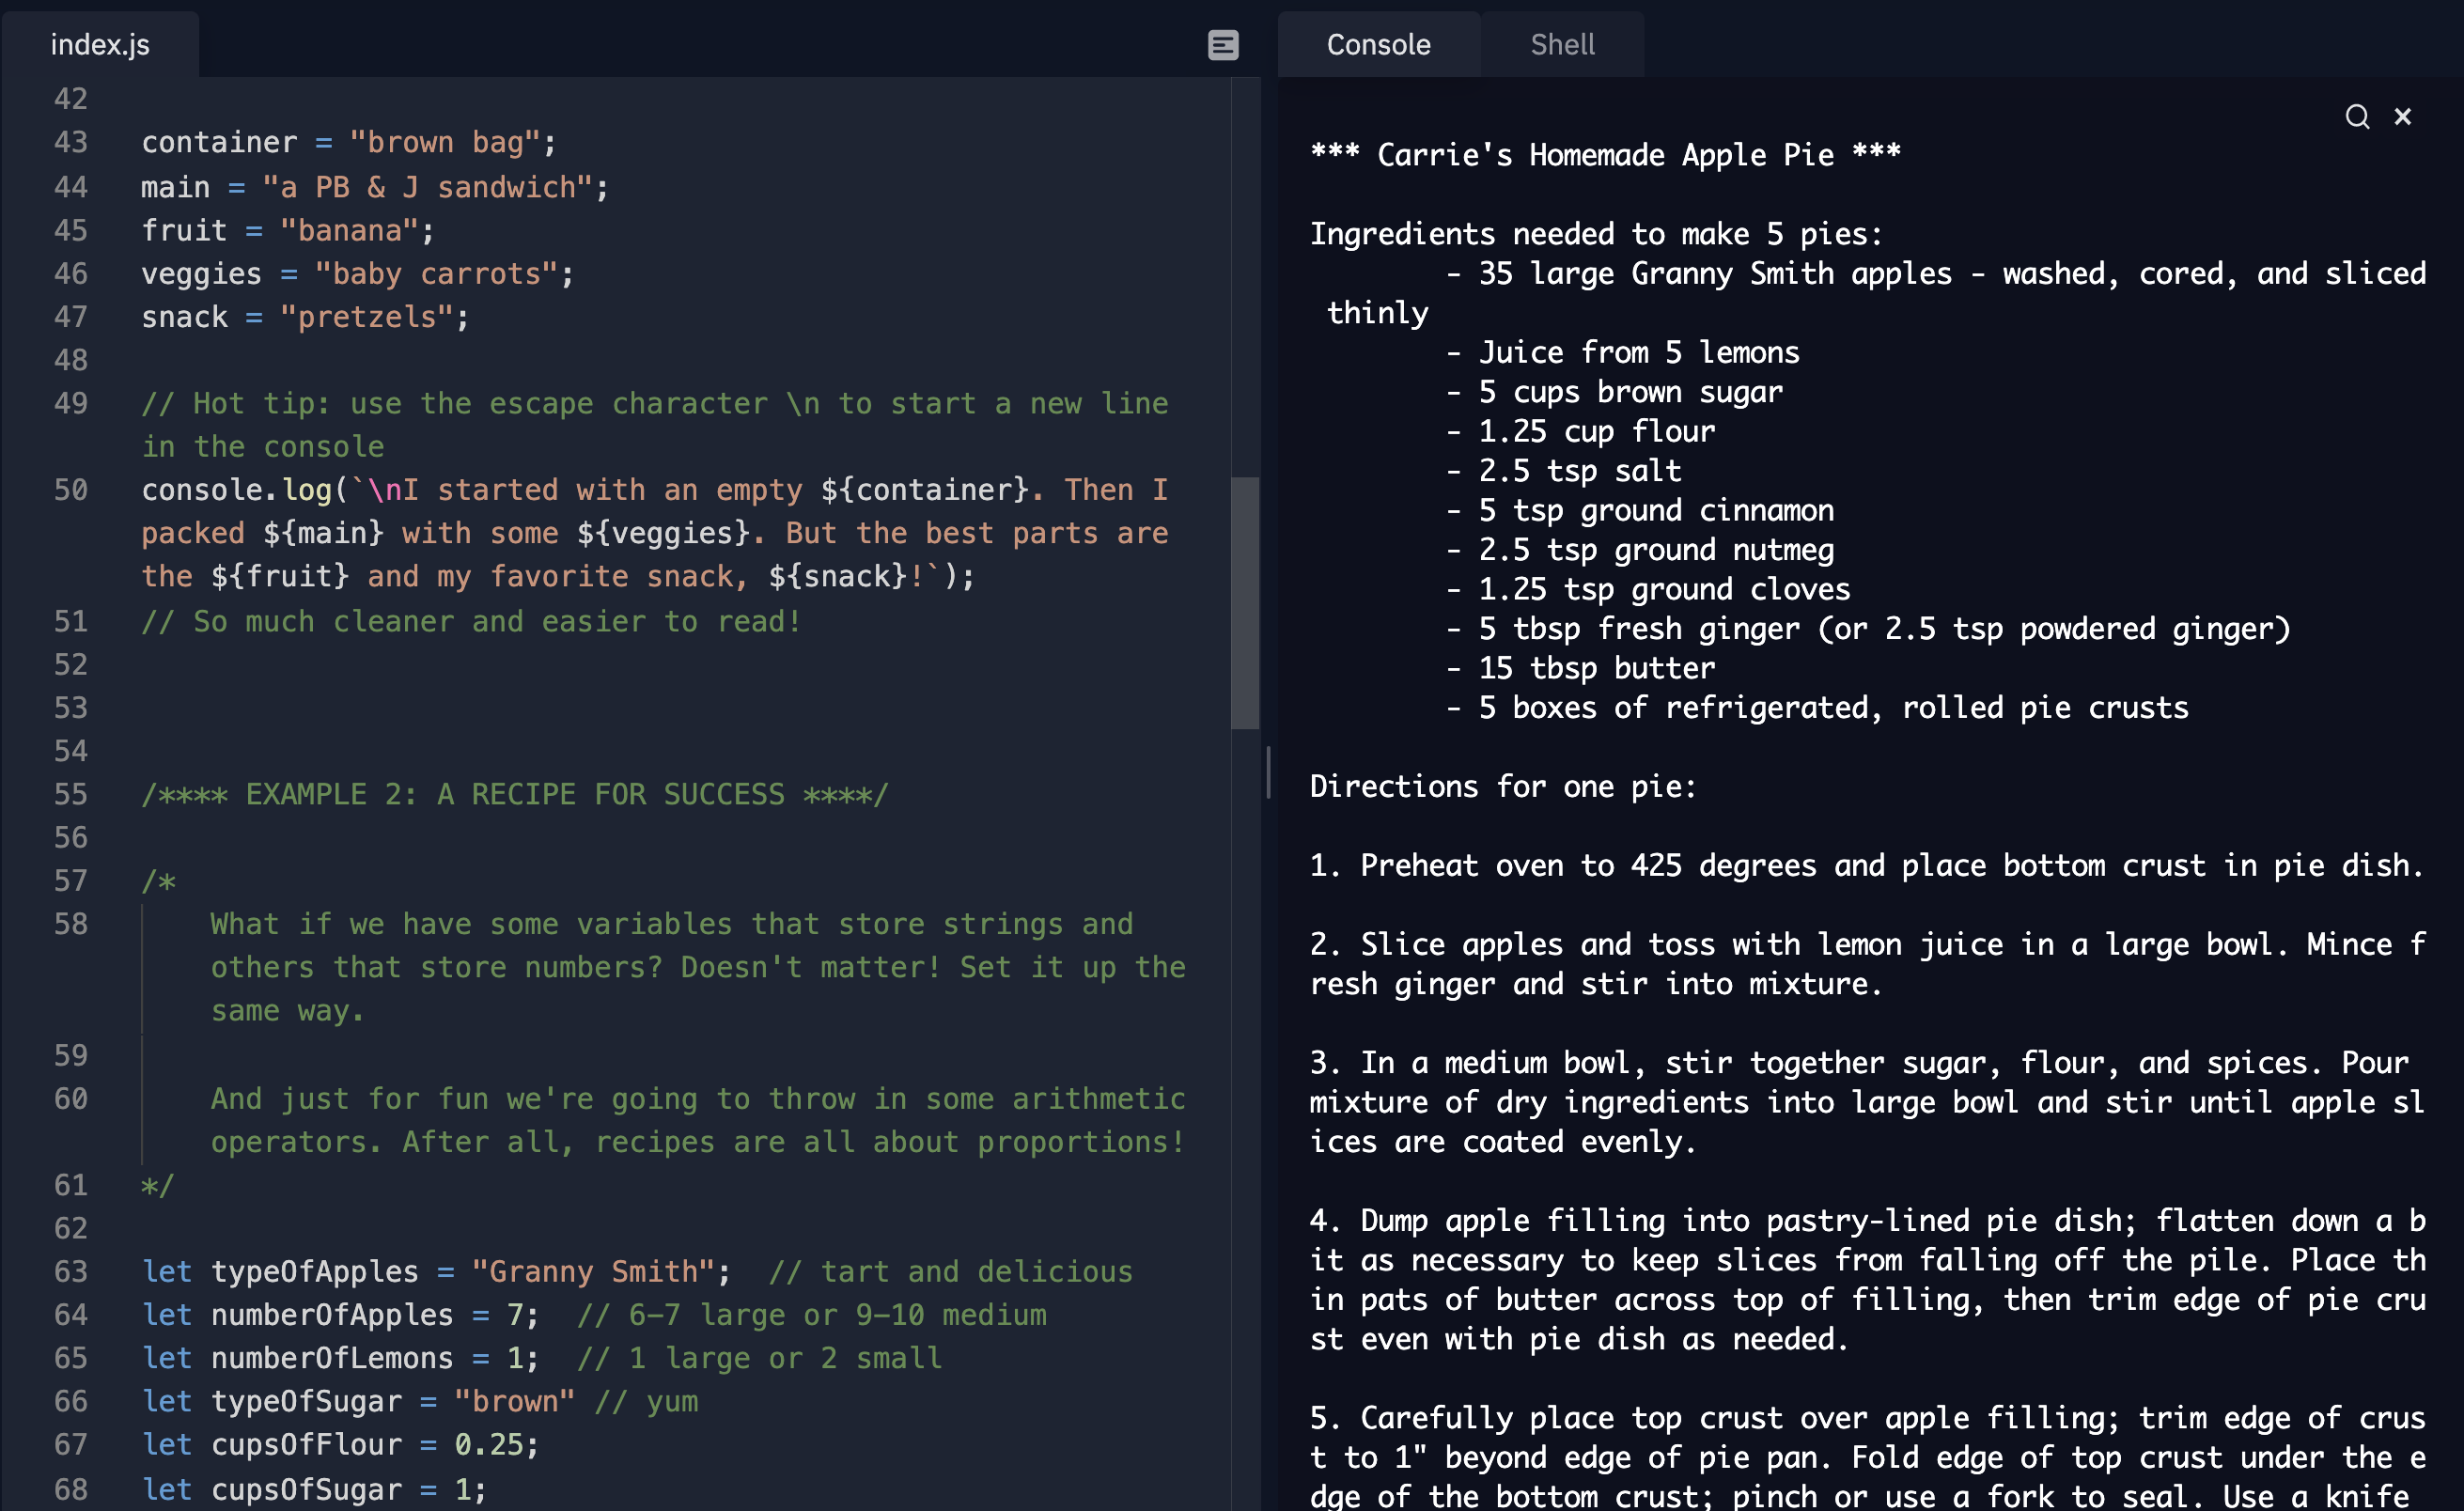 index.js
42
43 container = "brown bag";
44 main = "a PB & J sandwich";
45 fruit = "banana";
46 veggies = "baby carrots";
47 snack = "pretzels";
48
49 // Hot tip: use the escape character \n to start a new line
in the console
50 console.log(`\nI started with an empty ${container}. Then I
packed ${main} with some ${veggies}. But the best parts are
the ${fruit} and my favorite snack, ${snack}!`);
51 // So much cleaner and easier to read!
52
53
54
55 /**** EXAMPLE 2: A RECIPE FOR SUCCESS ****/
56
57 /*
58 What if we have some variables that store strings and
others that store numbers? Doesn't matter! Set it up the
same way.
59
60 And just for fun we're going to throw in some arithmetic
operators. After all, recipes are all about proportions!
61 */
62
63 let typeOfApples = "Granny Smith";  // tart and delicious
64 let numberOfApples = 7;  // 6-7 large or 9-10 medium
65 let numberOfLemons = 1;  // 1 large or 2 small
66 let typeOfSugar = "brown" // yum
67 let cupsOfFlour = 0.25;
68 let cupsOfSugar = 1;
Console Shell
*** Carrie's Homemade Apple Pie ***
Ingredients needed to make 5 pies:
- 35 large Granny Smith apples - washed, cored, and sliced
thinly
- Juice from 5 lemons
- 5 cups brown sugar
- 1.25 cup flour
- 2.5 tsp salt
- 5 tsp ground cinnamon
- 2.5 tsp ground nutmeg
- 1.25 tsp ground cloves
- 5 tbsp fresh ginger (or 2.5 tsp powdered ginger)
- 15 tbsp butter
- 5 boxes of refrigerated, rolled pie crusts
Directions for one pie:
1. Preheat oven to 425 degrees and place bottom crust in pie dish.
2. Slice apples and toss with lemon juice in a large bowl. Mince f
resh ginger and stir into mixture.
3. In a medium bowl, stir together sugar, flour, and spices. Pour
mixture of dry ingredients into large bowl and stir until apple sl
ices are coated evenly.
4. Dump apple filling into pastry-lined pie dish; flatten down a b
it as necessary to keep slices from falling off the pile. Place th
in pats of butter across top of filling, then trim edge of pie cru
st even with pie dish as needed.
5. Carefully place top crust over apple filling; trim edge of crus
t to 1" beyond edge of pie pan. Fold edge of top crust under the e
dge of the bottom crust; pinch or use a fork to seal. Use a knife